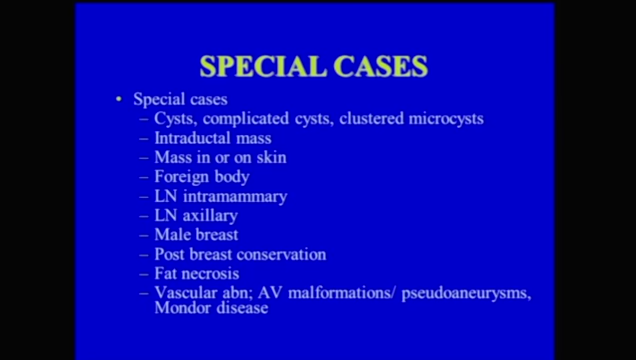 SPECIAL CASES
• Special cases
– Cysts, complicated cysts, clustered microcysts
– Intraductal mass
– Mass in or on skin
– Foreign body
– LN intramammary
– LN axillary
– Male breast
– Post breast conservation
– Fat necrosis
– Vascular abn; AV malformations/ pseudoaneurysms,
Mondor disease